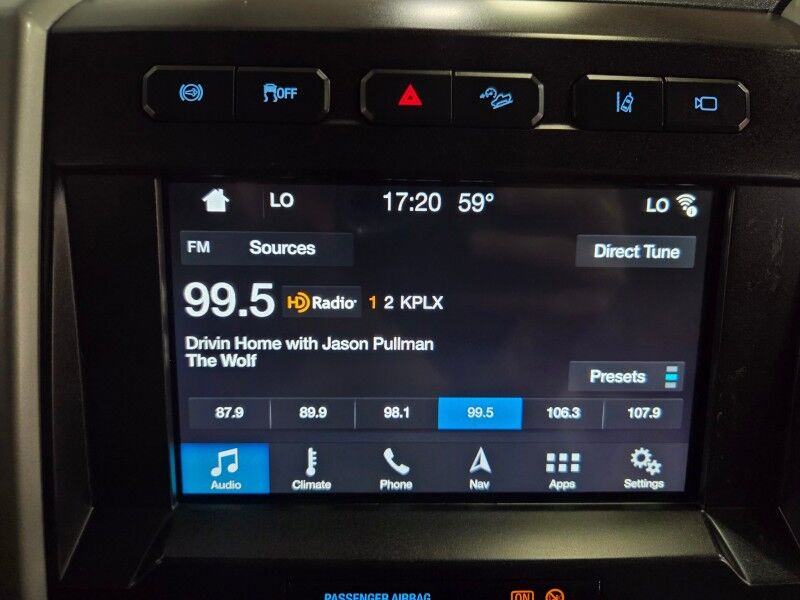 OFF
LO 17:20 59° LO
FM Sources Direct Tune
99.5 HD Radio 1 2 KPLX
Drivin Home with Jason Pullman
The Wolf
Presets
87.9 89.9 98.1 99.5 106.3 107.9
Audio Climate Phone Nav Apps Settings
PASSENGER AIRBAG ON